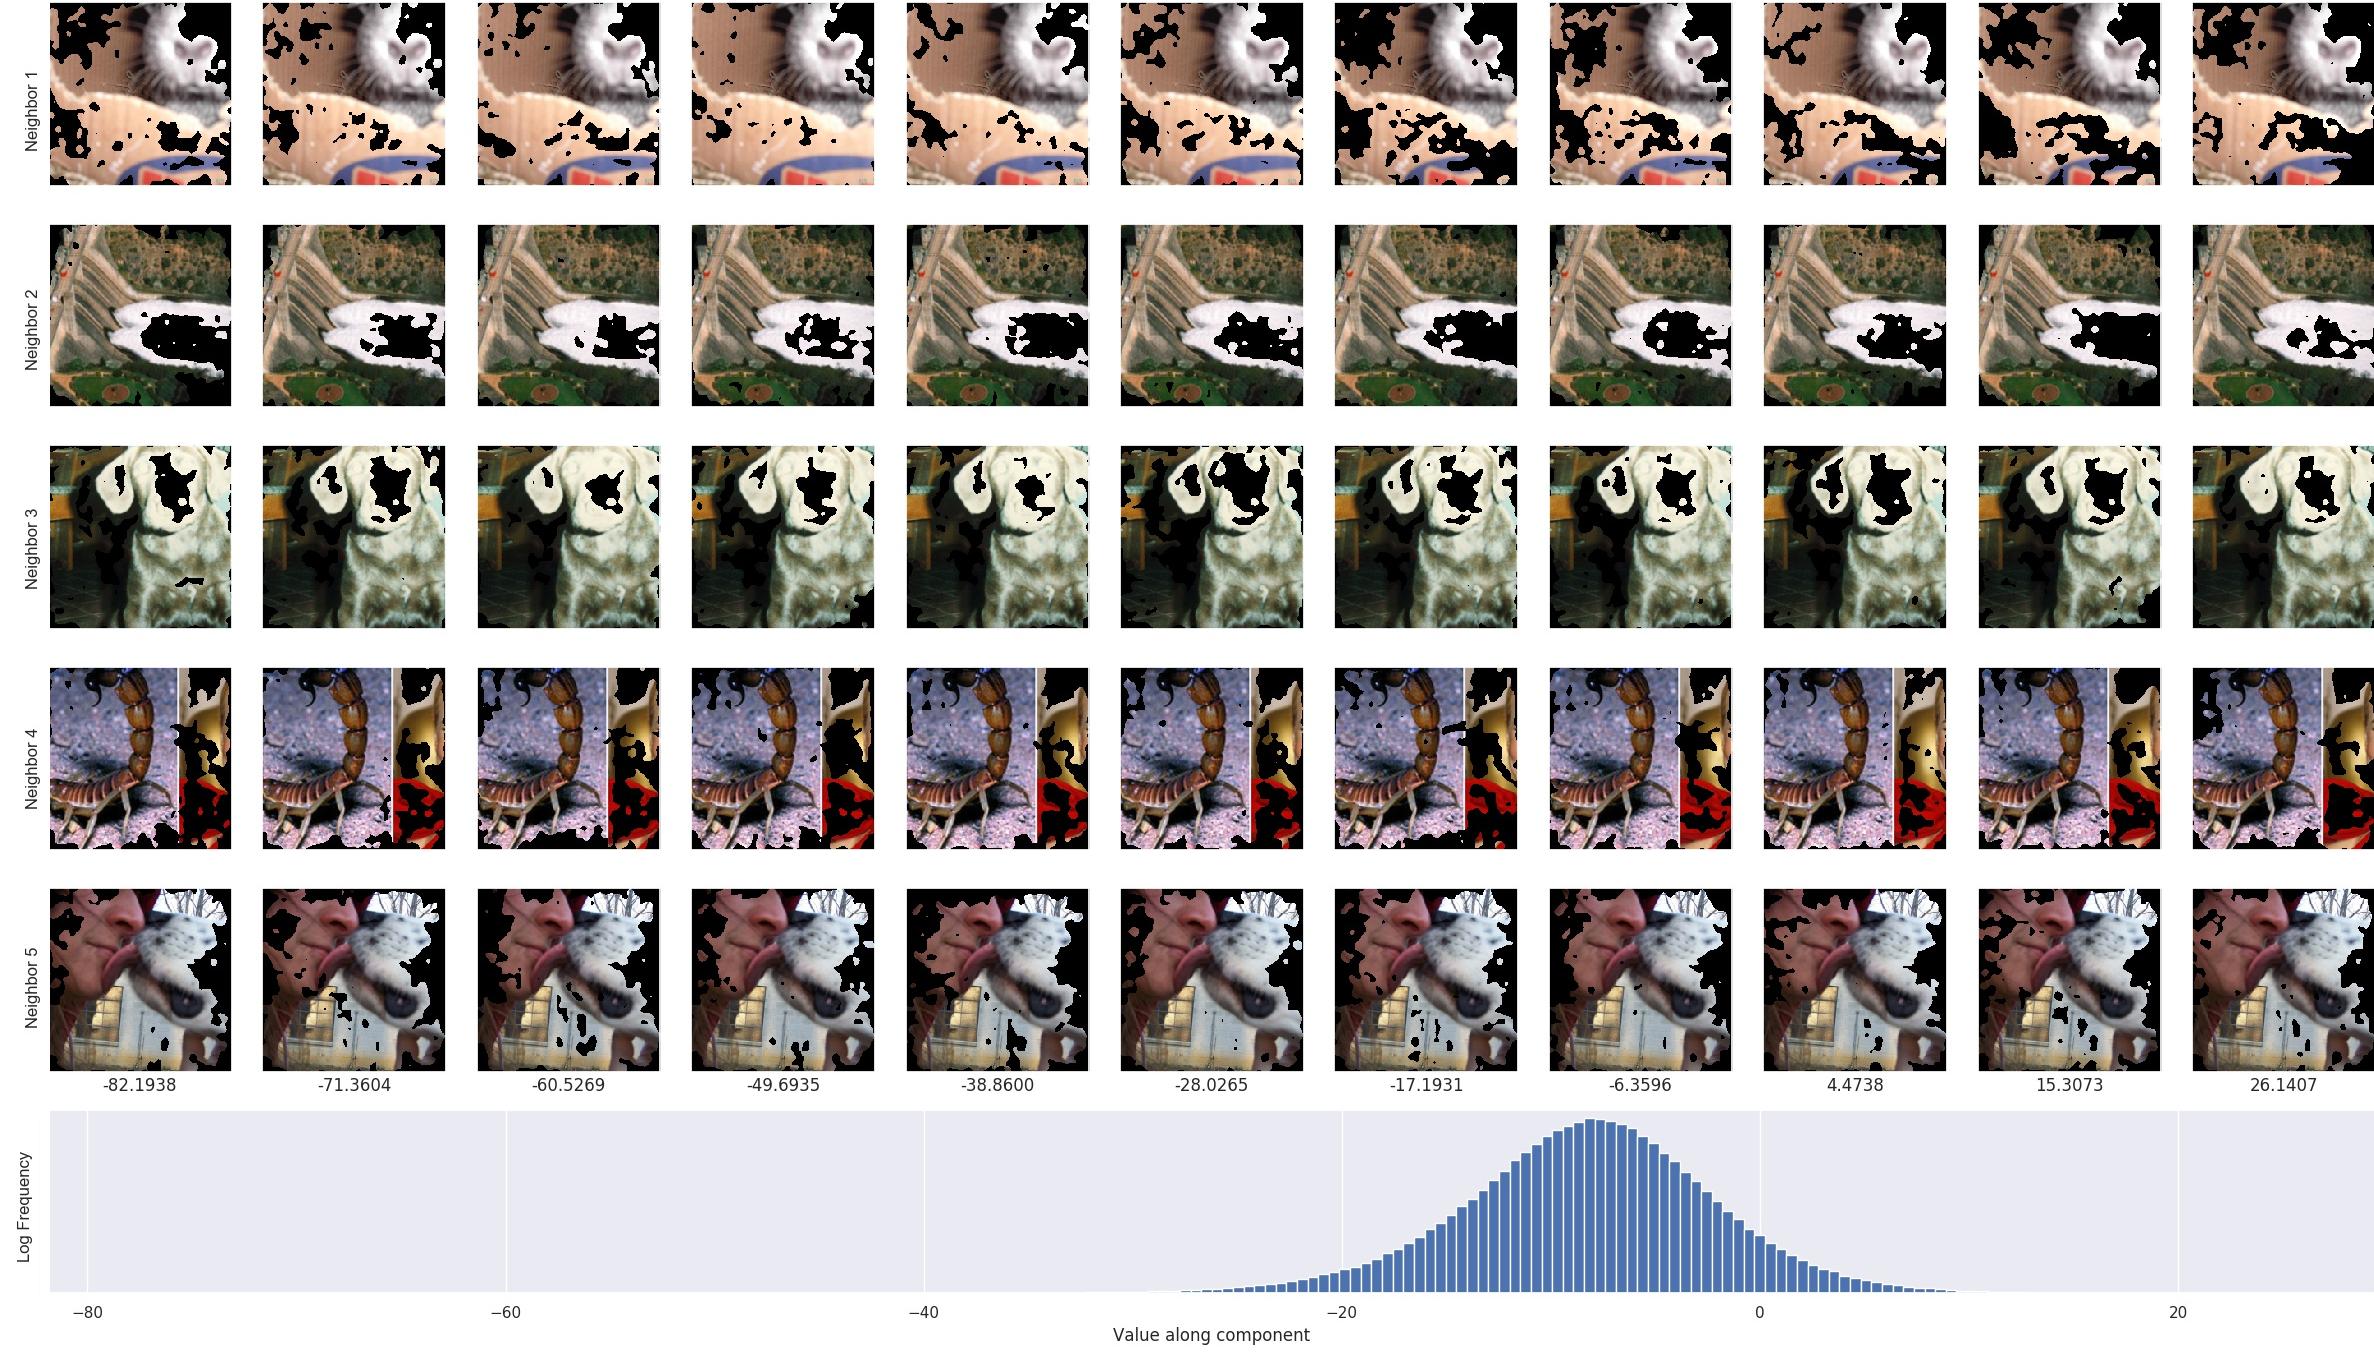 Neighbor 1
Neighbor 2
Neighbor 3
Neighbor 4
Neighbor 5
-82.1938 -71.3604 -60.5269 -49.6935 -38.8600 -28.0265 -17.1931 -6.3596 4.4738 15.3073 26.1407
Log Frequency
−80 −60 −40 −20 0 20
Value along component